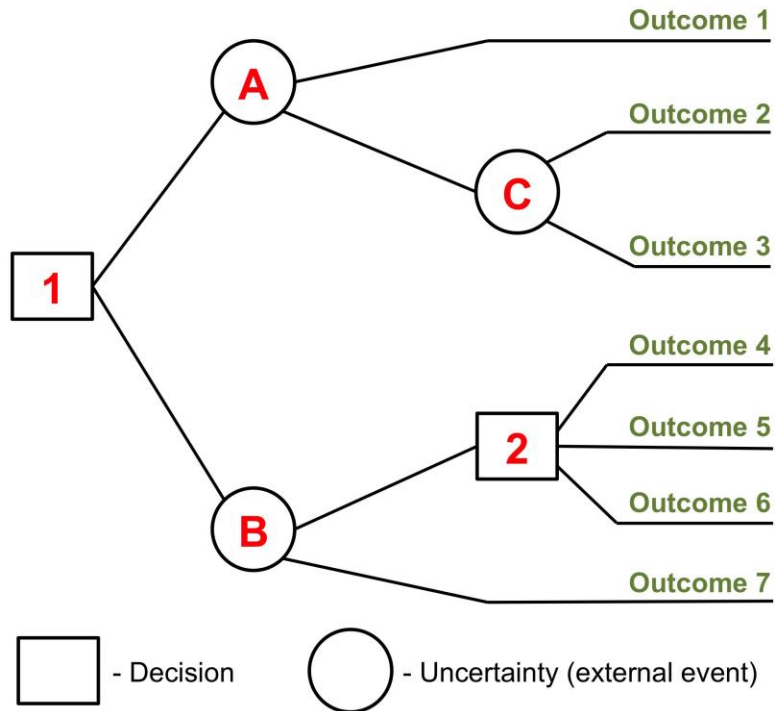 Outcome 1
A
Outcome 2
C
Outcome 3
1
Outcome 4
2
Outcome 5
Outcome 6
B
Outcome 7
- Decision
- Uncertainty (external event)